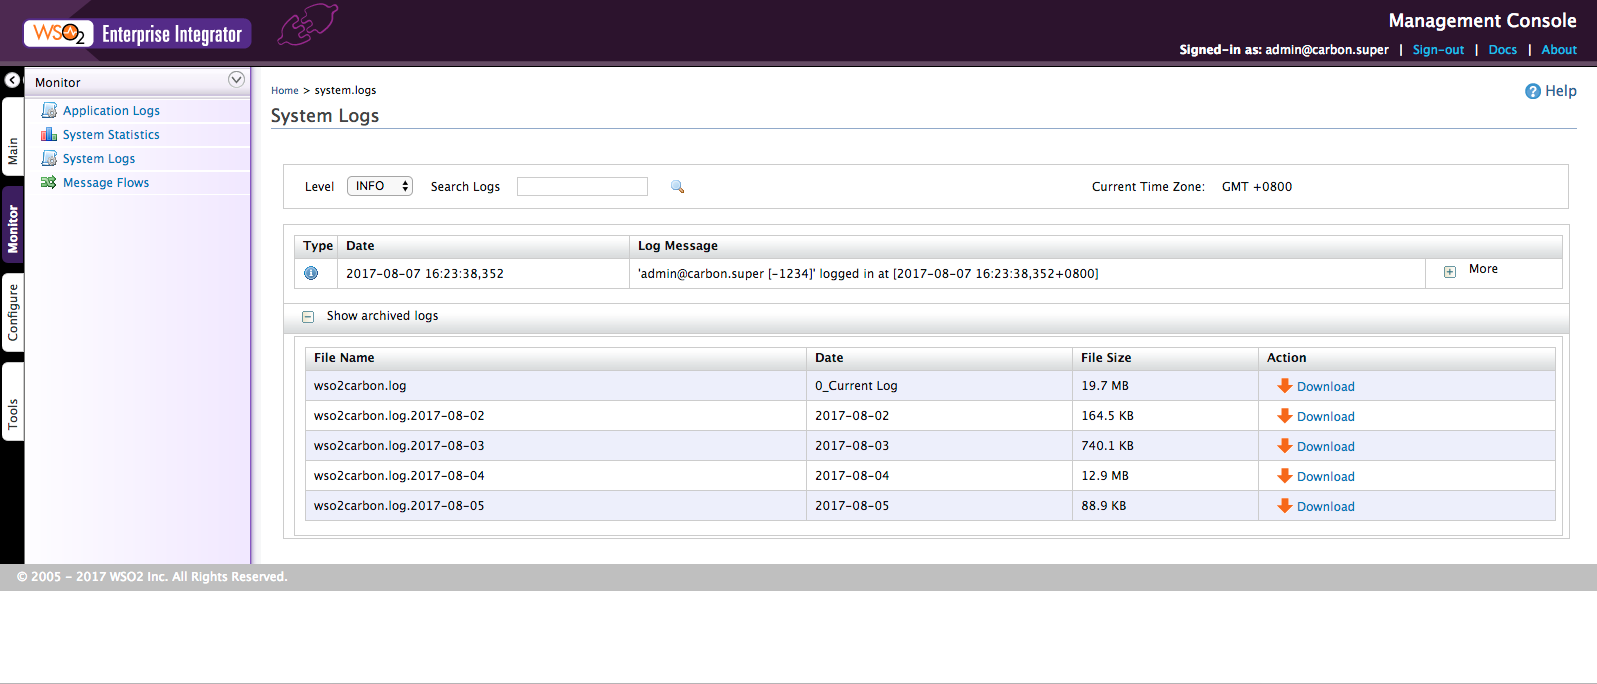 WSO2 Enterprise Integrator
Management Console
Signed-in as: admin@carbon.super | Sign-out | Docs | About
Main
Monitor
Configure
Tools
Monitor
Application Logs
System Statistics
System Logs
Message Flows
Home > system.logs
Help
System Logs
Level INFO Search Logs Current Time Zone: GMT +0800
Type Date Log Message
2017-08-07 16:23:38,352 'admin@carbon.super [-1234]' logged in at [2017-08-07 16:23:38,352+0800] More
Show archived logs
File Name Date File Size Action
wso2carbon.log 0_Current Log 19.7 MB Download
wso2carbon.log.2017-08-02 2017-08-02 164.5 KB Download
wso2carbon.log.2017-08-03 2017-08-03 740.1 KB Download
wso2carbon.log.2017-08-04 2017-08-04 12.9 MB Download
wso2carbon.log.2017-08-05 2017-08-05 88.9 KB Download
© 2005 - 2017 WSO2 Inc. All Rights Reserved.